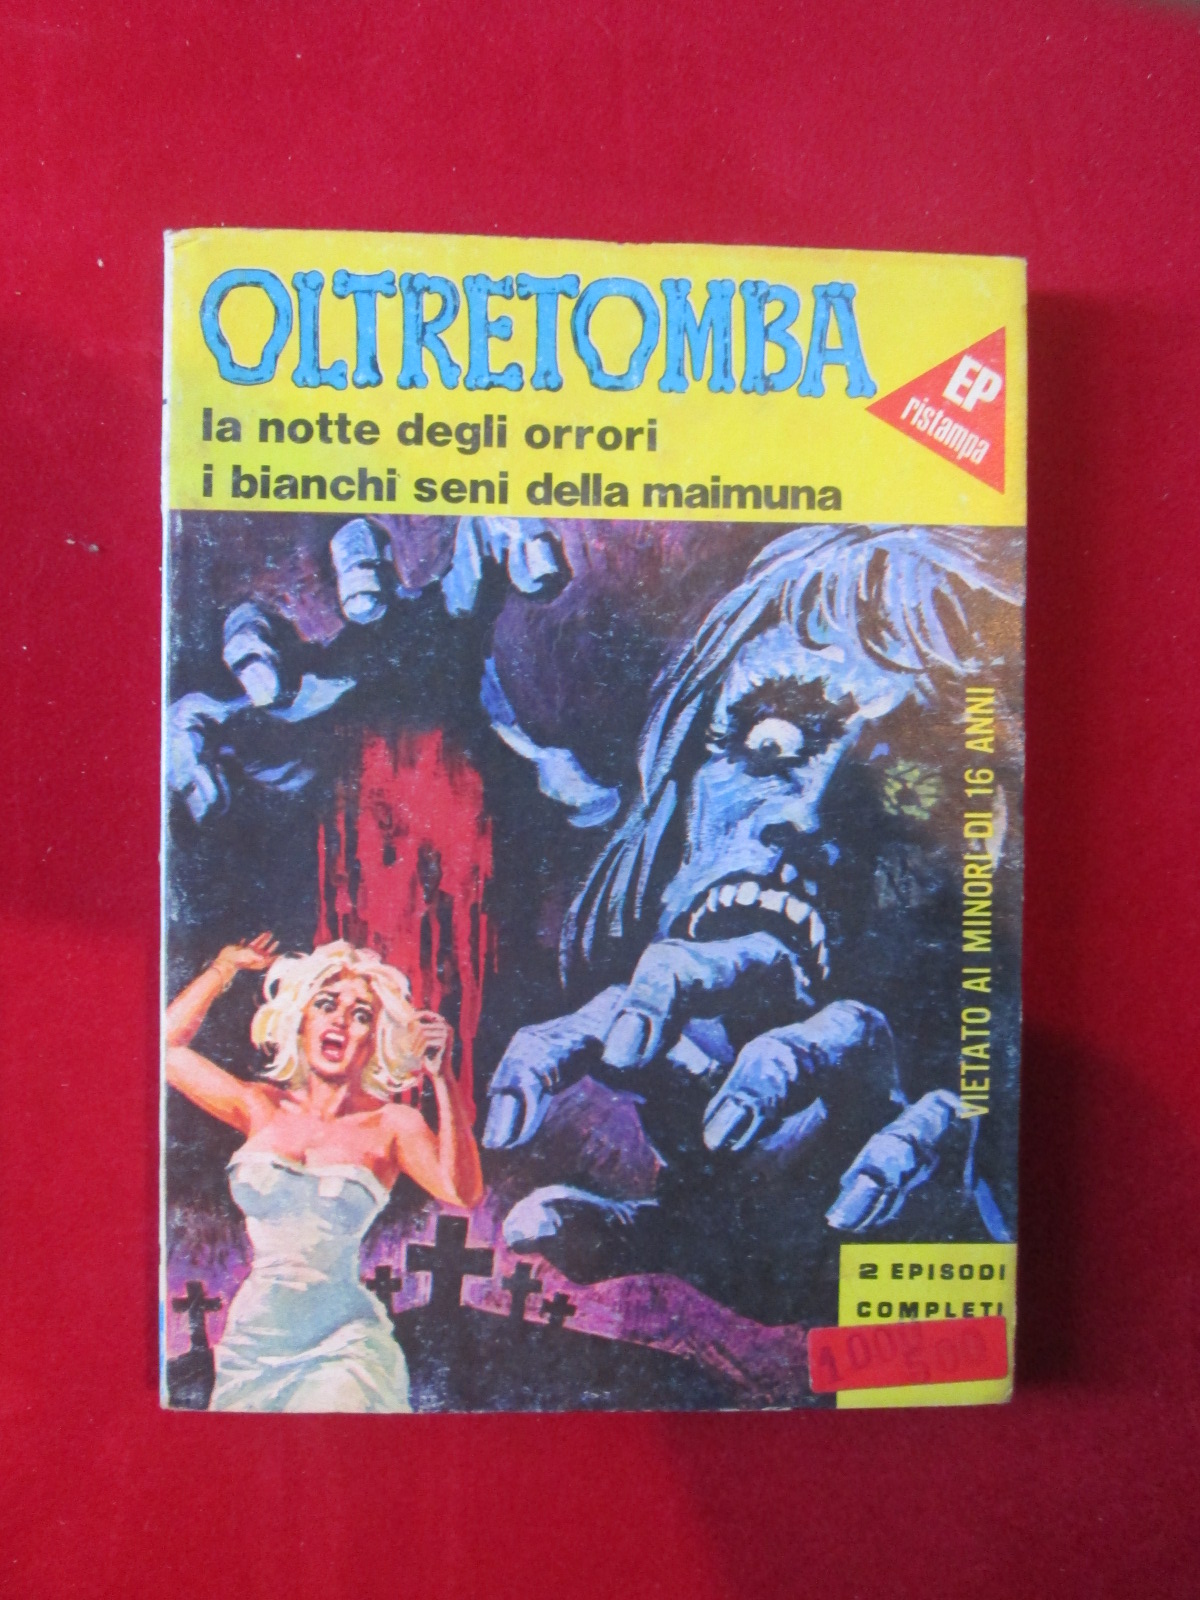 OLTRETOMBA
la notte degli orrori
i bianchi seni della maimuna
EP
ristampa
VIETATO AI MINORI DI 16 ANNI
2 EPISODI
COMPLETI
1000
500